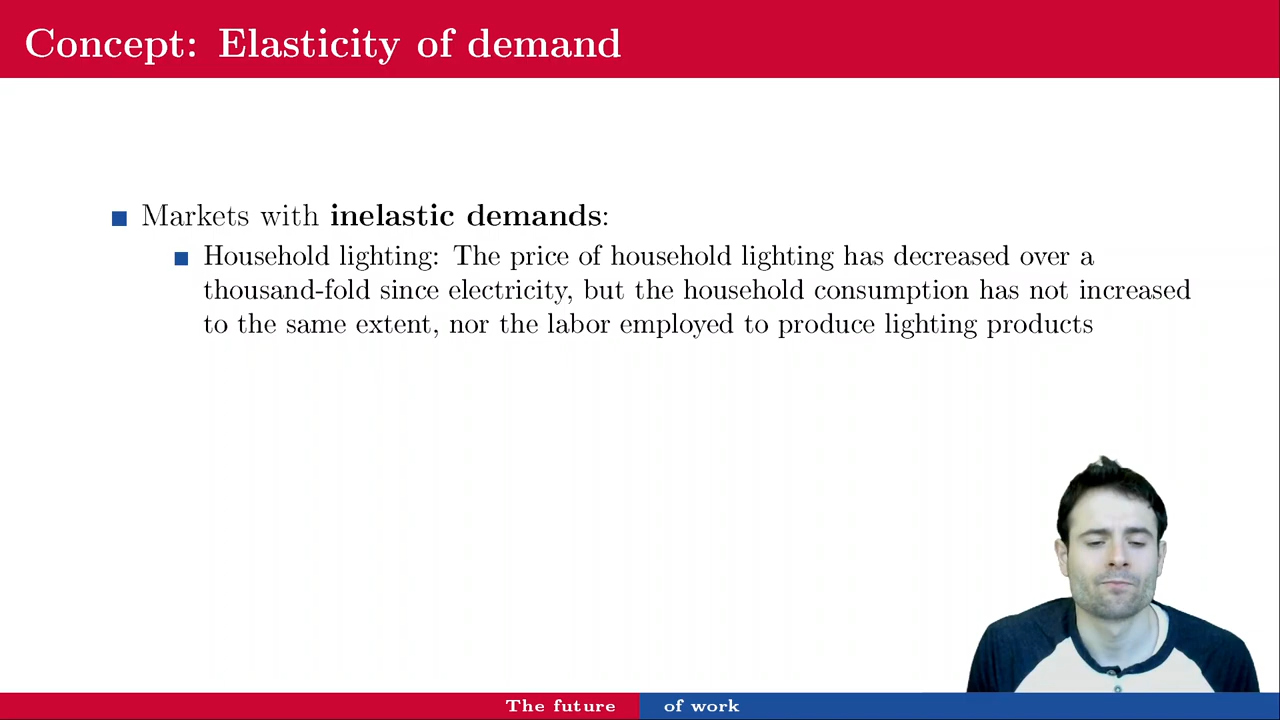 Concept: Elasticity of demand
Markets with inelastic demands:
Household lighting: The price of household lighting has decreased over a
thousand-fold since electricity, but the household consumption has not increased
to the same extent, nor the labor employed to produce lighting products
The future of work